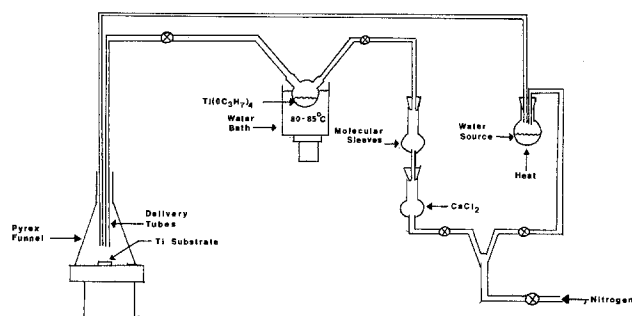 Ti(OC3H7)4
Water
Bath
80-85°C
Molecular
Sleeves
Water
Source
Heat
CaCl2
Pyrex
Funnel
Delivery
Tubes
Ti Substrate
Nitrogen